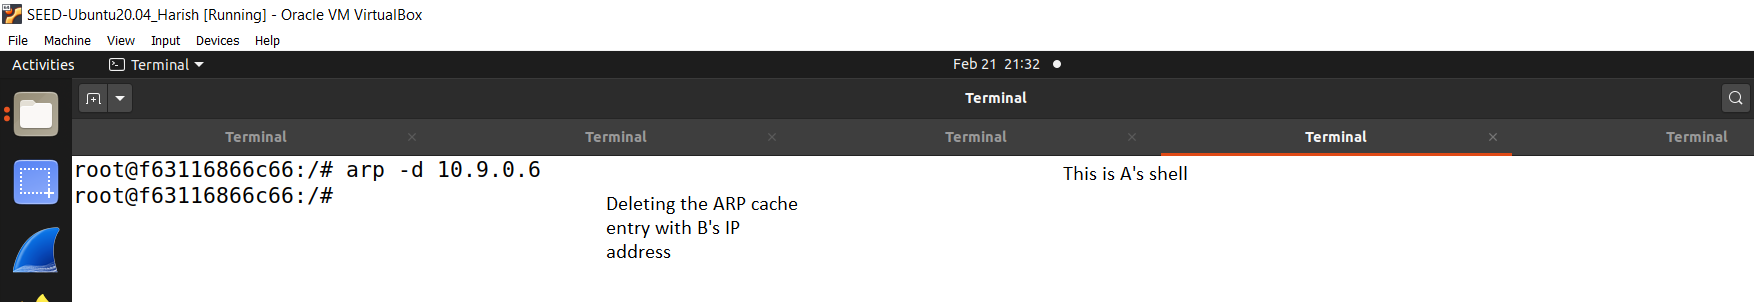 SEED-Ubuntu20.04_Harish [Running] - Oracle VM VirtualBox
File Machine View Input Devices Help
Activities Terminal Feb 21 21:32
Terminal
Terminal Terminal Terminal Terminal Terminal
root@f63116866c66:/# arp -d 10.9.0.6
This is A's shell
root@f63116866c66:/#
Deleting the ARP cache
entry with B's IP
address